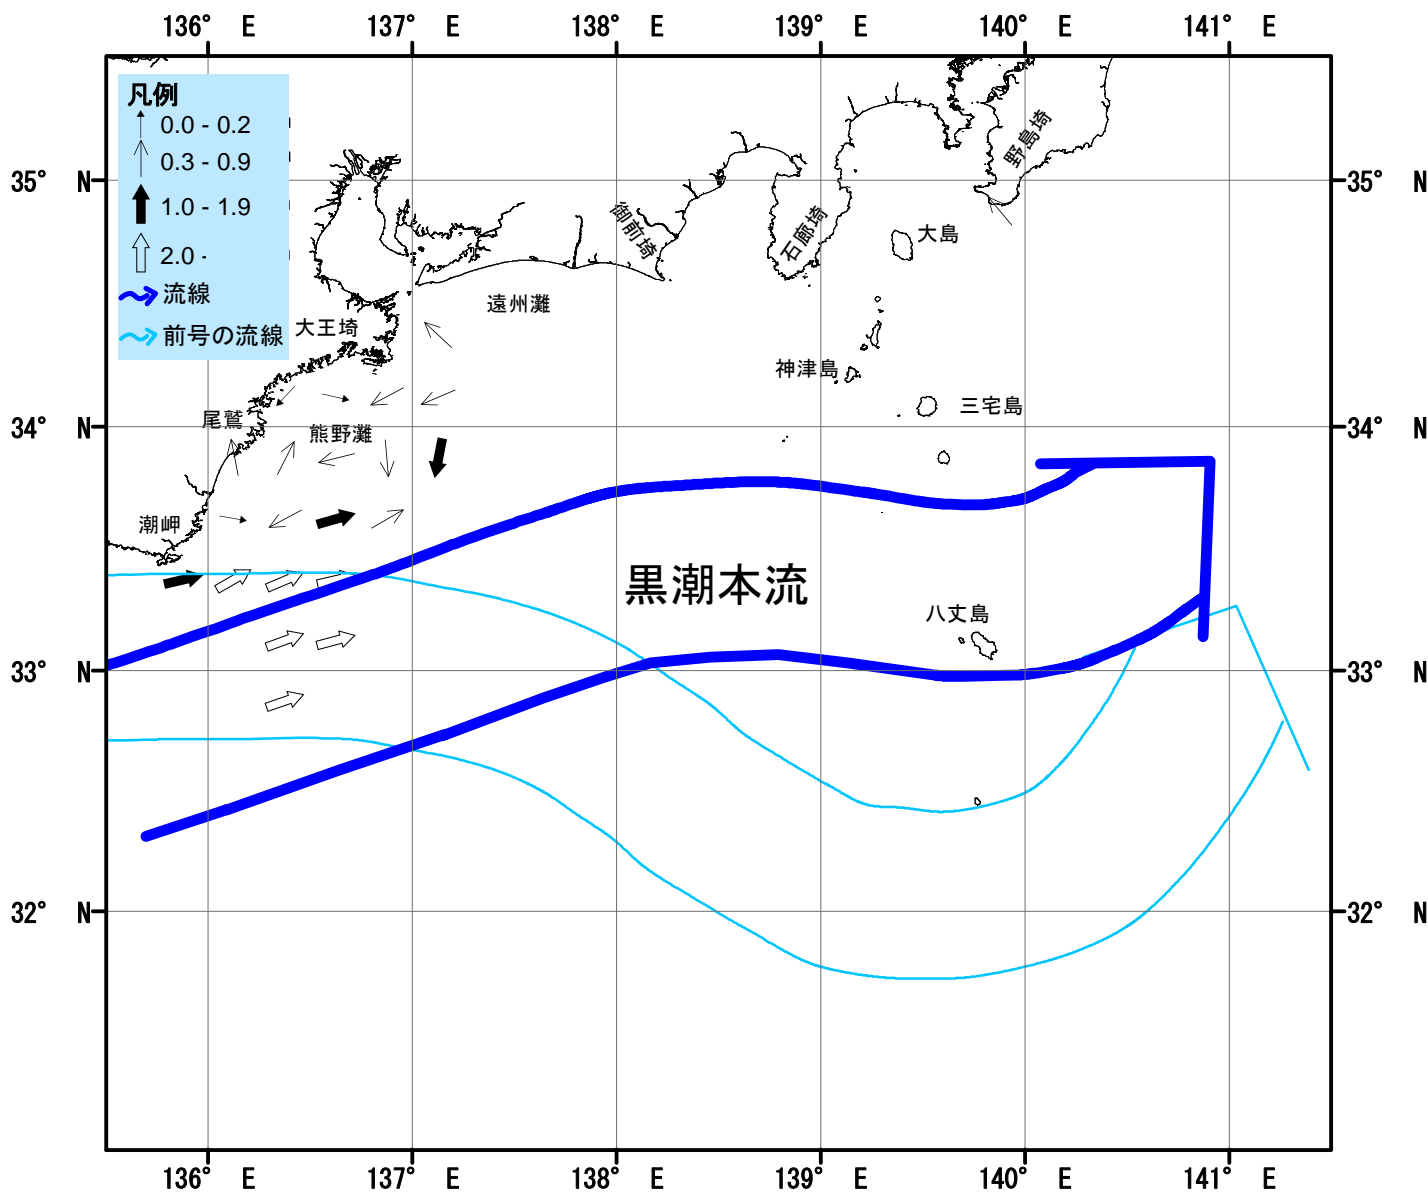 136° E 137° E 138° E 139° E 140° E 141° E
凡例
0.0 - 0.2
0.3 - 0.9
1.0 - 1.9
2.0 -
流線
前号の流線
野島埼
35° N 35° N
御前埼
石廊埼
大島
遠州灘
大王埼
神津島
三宅島
尾鷲
34° N 34° N
熊野灘
潮岬
黒潮本流
八丈島
33° N 33° N
32° N 32° N
136° E 137° E 138° E 139° E 140° E 141° E